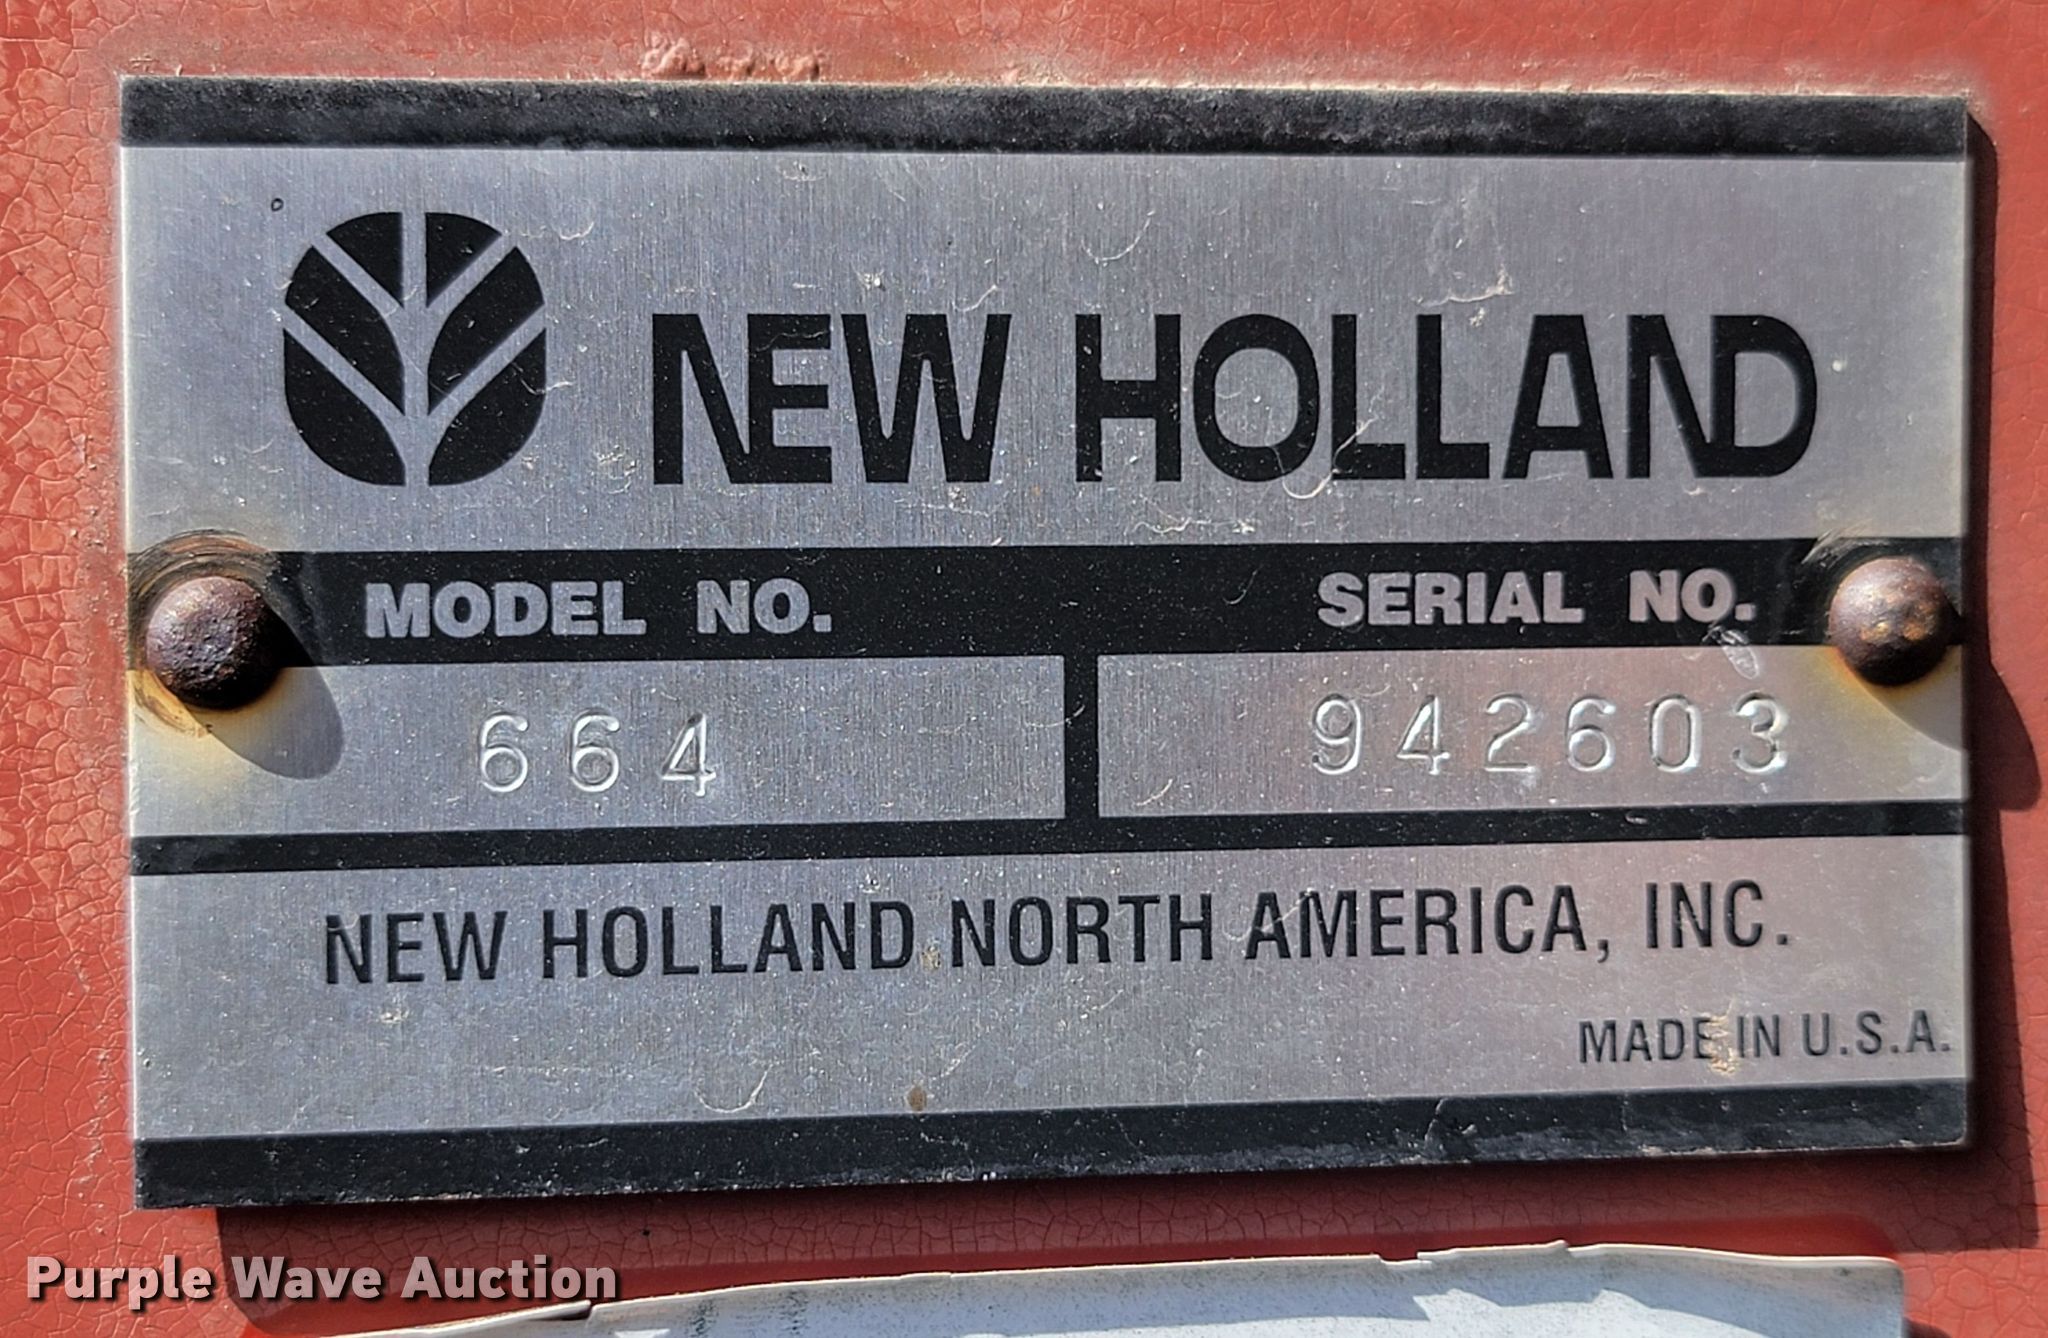 NEW HOLLAND
MODEL NO. SERIAL NO.
664 942603
NEW HOLLAND NORTH AMERICA, INC.
MADE IN U.S.A.
Purple Wave Auction